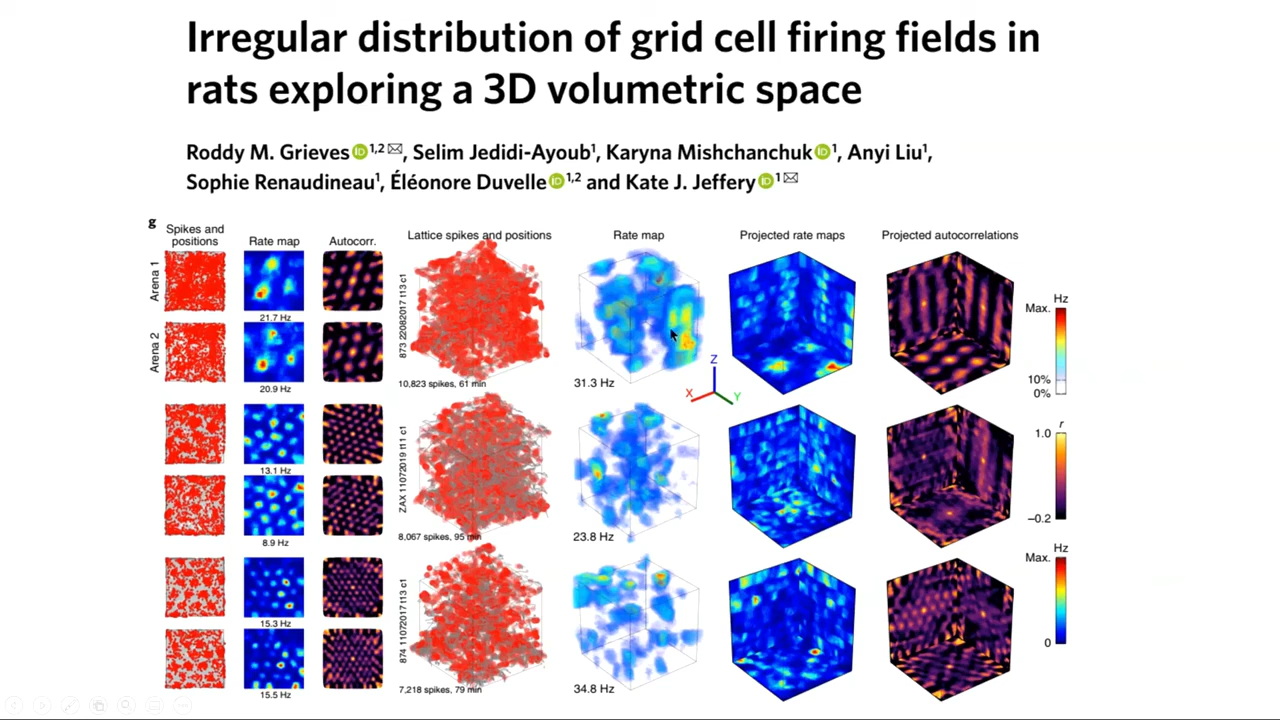 Irregular distribution of grid cell firing fields in
rats exploring a 3D volumetric space
Roddy M. Grieves iD 1,2 ✉, Selim Jedidi-Ayoub1, Karyna Mishchanchuk iD 1, Anyi Liu1,
Sophie Renaudineau1, Éléonore Duvelle iD 1,2 and Kate J. Jeffery iD 1 ✉
g
Spikes and
positions
Rate map
Autocorr.
Lattice spikes and positions
Rate map
Projected rate maps
Projected autocorrelations
Arena 1
21.7 Hz
Arena 2
20.9 Hz
873 22082017 t13 c1
10,823 spikes, 61 min
31.3 Hz
Z
X
Y
Hz
Max.
10%
0%
13.1 Hz
8.9 Hz
ZAX 11072019 t11 c1
8,067 spikes, 95 min
23.8 Hz
r
1.0
–0.2
15.3 Hz
15.5 Hz
874 11072017 t13 c1
7,218 spikes, 79 min
34.8 Hz
Hz
Max.
0